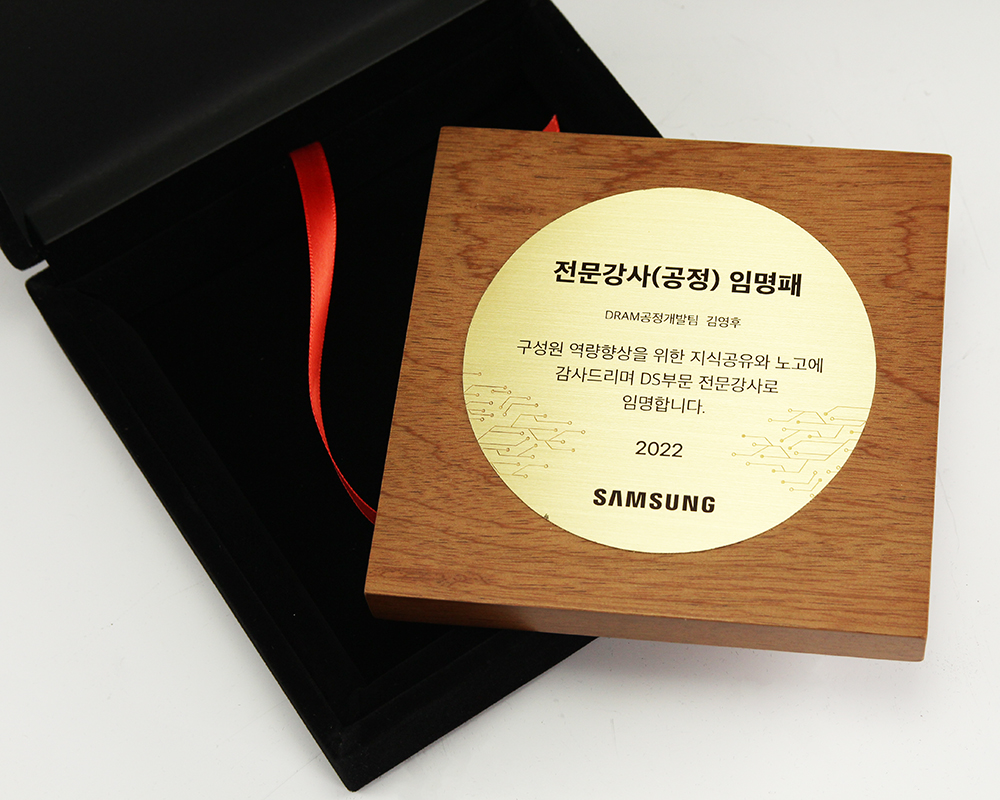 전문강사(공정) 임명패
DRAM공정개발팀 김영후
구성원 역량향상을 위한 지식공유와 노고에
감사드리며 DS부문 전문강사로
임명합니다.
2022
SAMSUNG